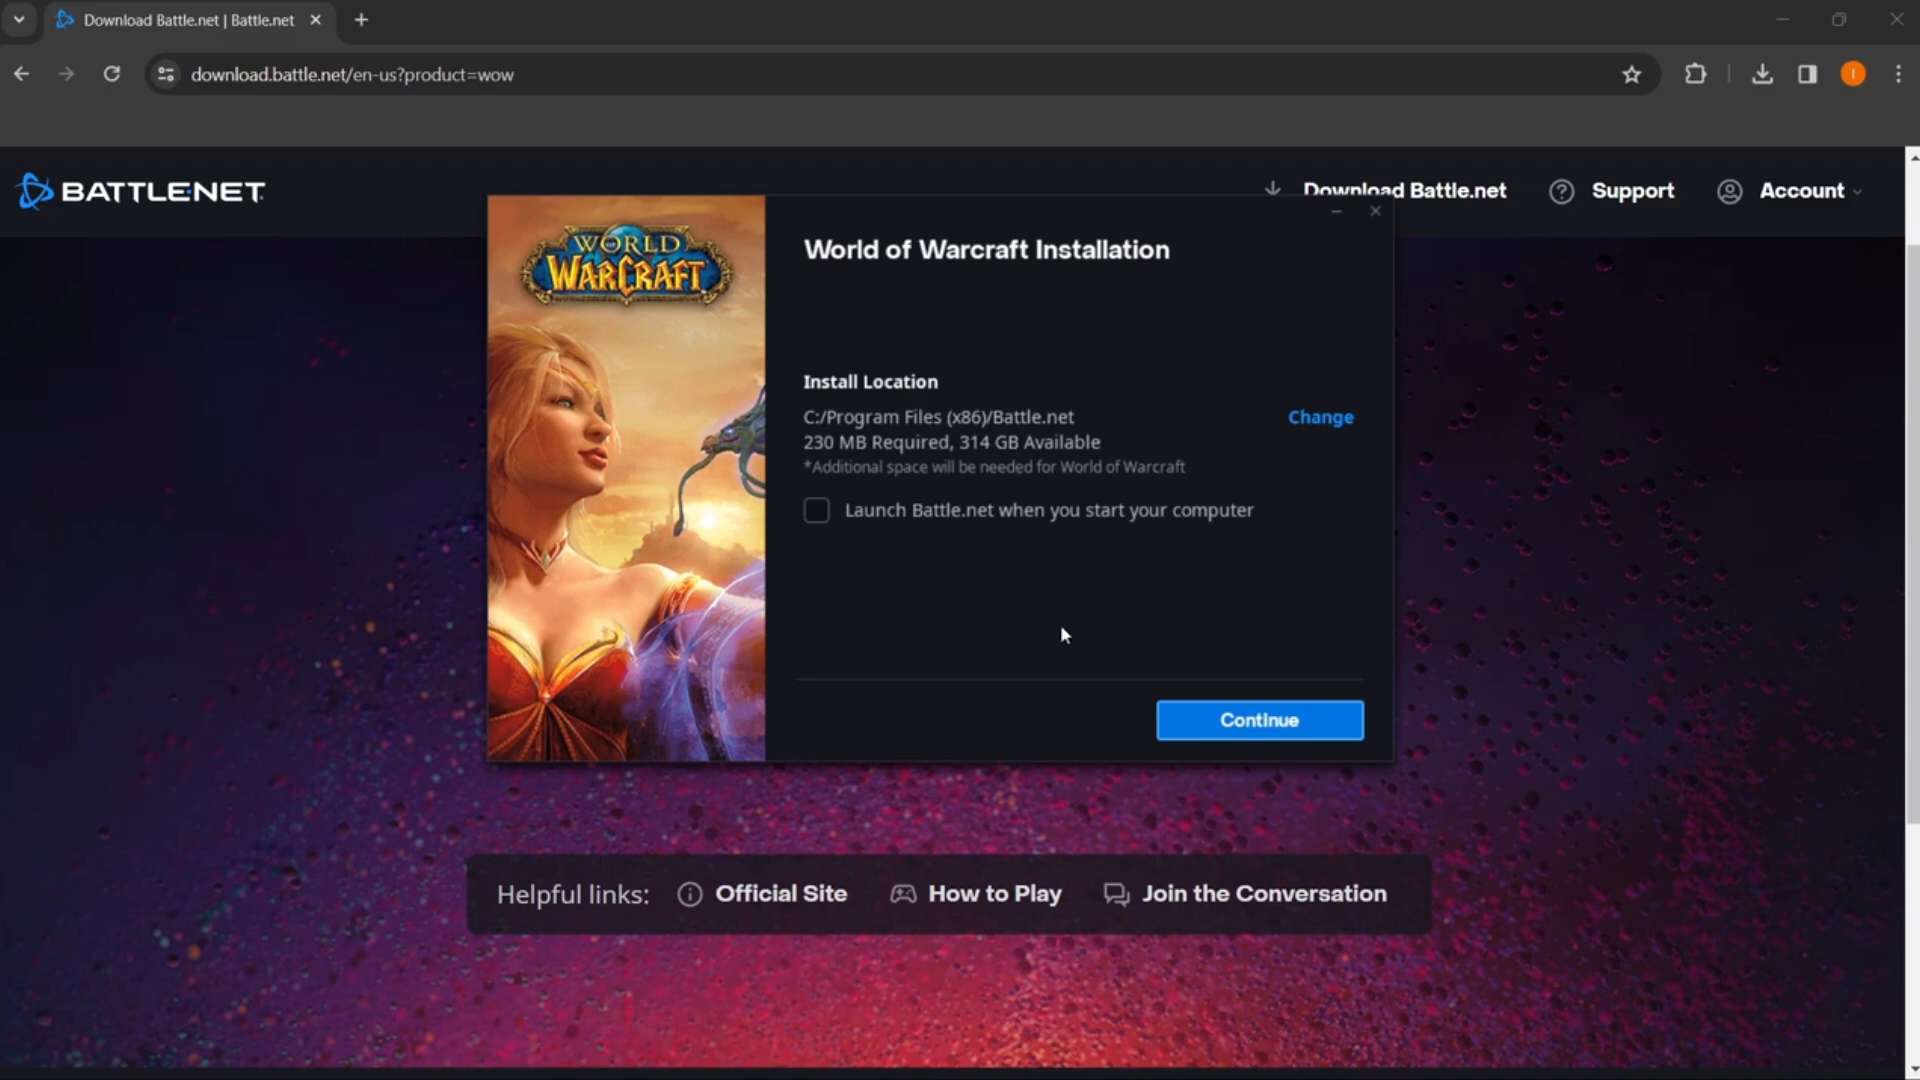 Download Battle.net | Battle.net
download.battle.net/en-us?product=wow
I
BATTLE.NET
Download Battle.net
Support
Account
WORLD
WARCRAFT
World of Warcraft Installation
Install Location
C:/Program Files (x86)/Battle.net
Change
230 MB Required, 314 GB Available
*Additional space will be needed for World of Warcraft
Launch Battle.net when you start your computer
Continue
Helpful links:
Official Site
How to Play
Join the Conversation